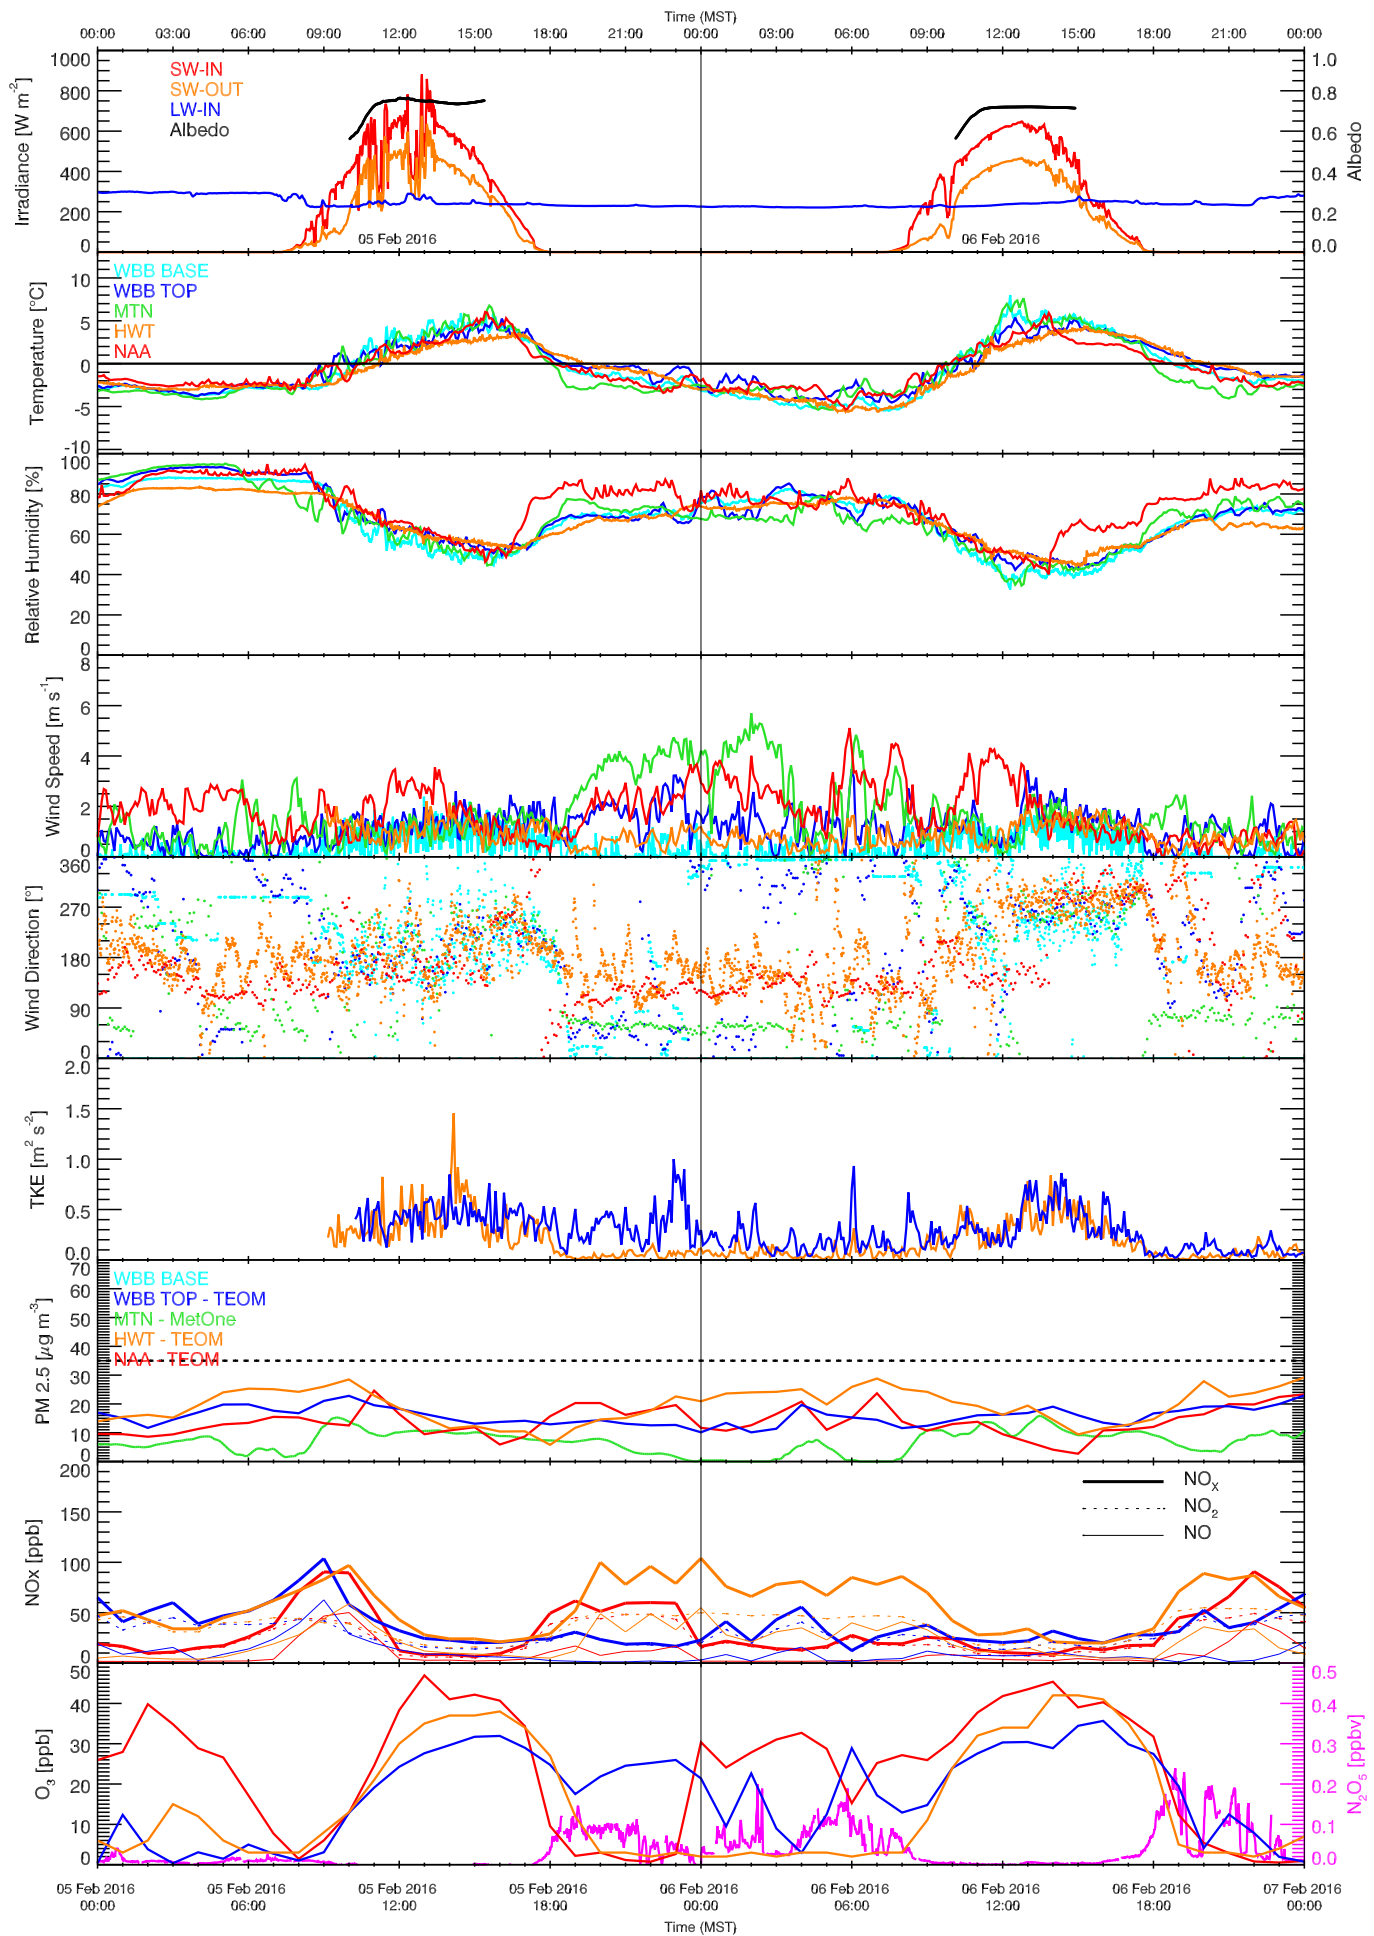 Time (MST)
00:00 03:00 06:00 09:00 12:00 15:00 18:00 21:00 00:00 03:00 06:00 09:00 12:00 15:00 18:00 21:00 00:00
Irradiance [W m-2]
1000
800
600
400
200
0
SW-IN
SW-OUT
LW-IN
Albedo
05 Feb 2016
06 Feb 2016
1.0
0.8
0.6
0.4
0.2
0.0
Albedo
Temperature [°C]
10
5
0
-5
-10
WBB BASE
WBB TOP
MTN
HWT
NAA
Relative Humidity [%]
100
80
60
40
20
0
Wind Speed [m s-1]
8
6
4
2
0
Wind Direction [°]
360
270
180
90
0
TKE [m2 s-2]
2.0
1.5
1.0
0.5
0.0
PM 2.5 [µg m-3]
70
60
50
40
30
20
10
0
WBB BASE
WBB TOP - TEOM
MTN - MetOne
HWT - TEOM
NAA - TEOM
NOx [ppb]
200
150
100
50
0
NOX
NO2
NO
O3 [ppb]
50
40
30
20
10
0
0.5
0.4
0.3
0.2
0.1
0.0
N2O5 [ppbv]
05 Feb 2016 05 Feb 2016 05 Feb 2016 05 Feb 2016 06 Feb 2016 06 Feb 2016 06 Feb 2016 06 Feb 2016 07 Feb 2016
00:00 06:00 12:00 18:00 00:00 06:00 12:00 18:00 00:00
Time (MST)